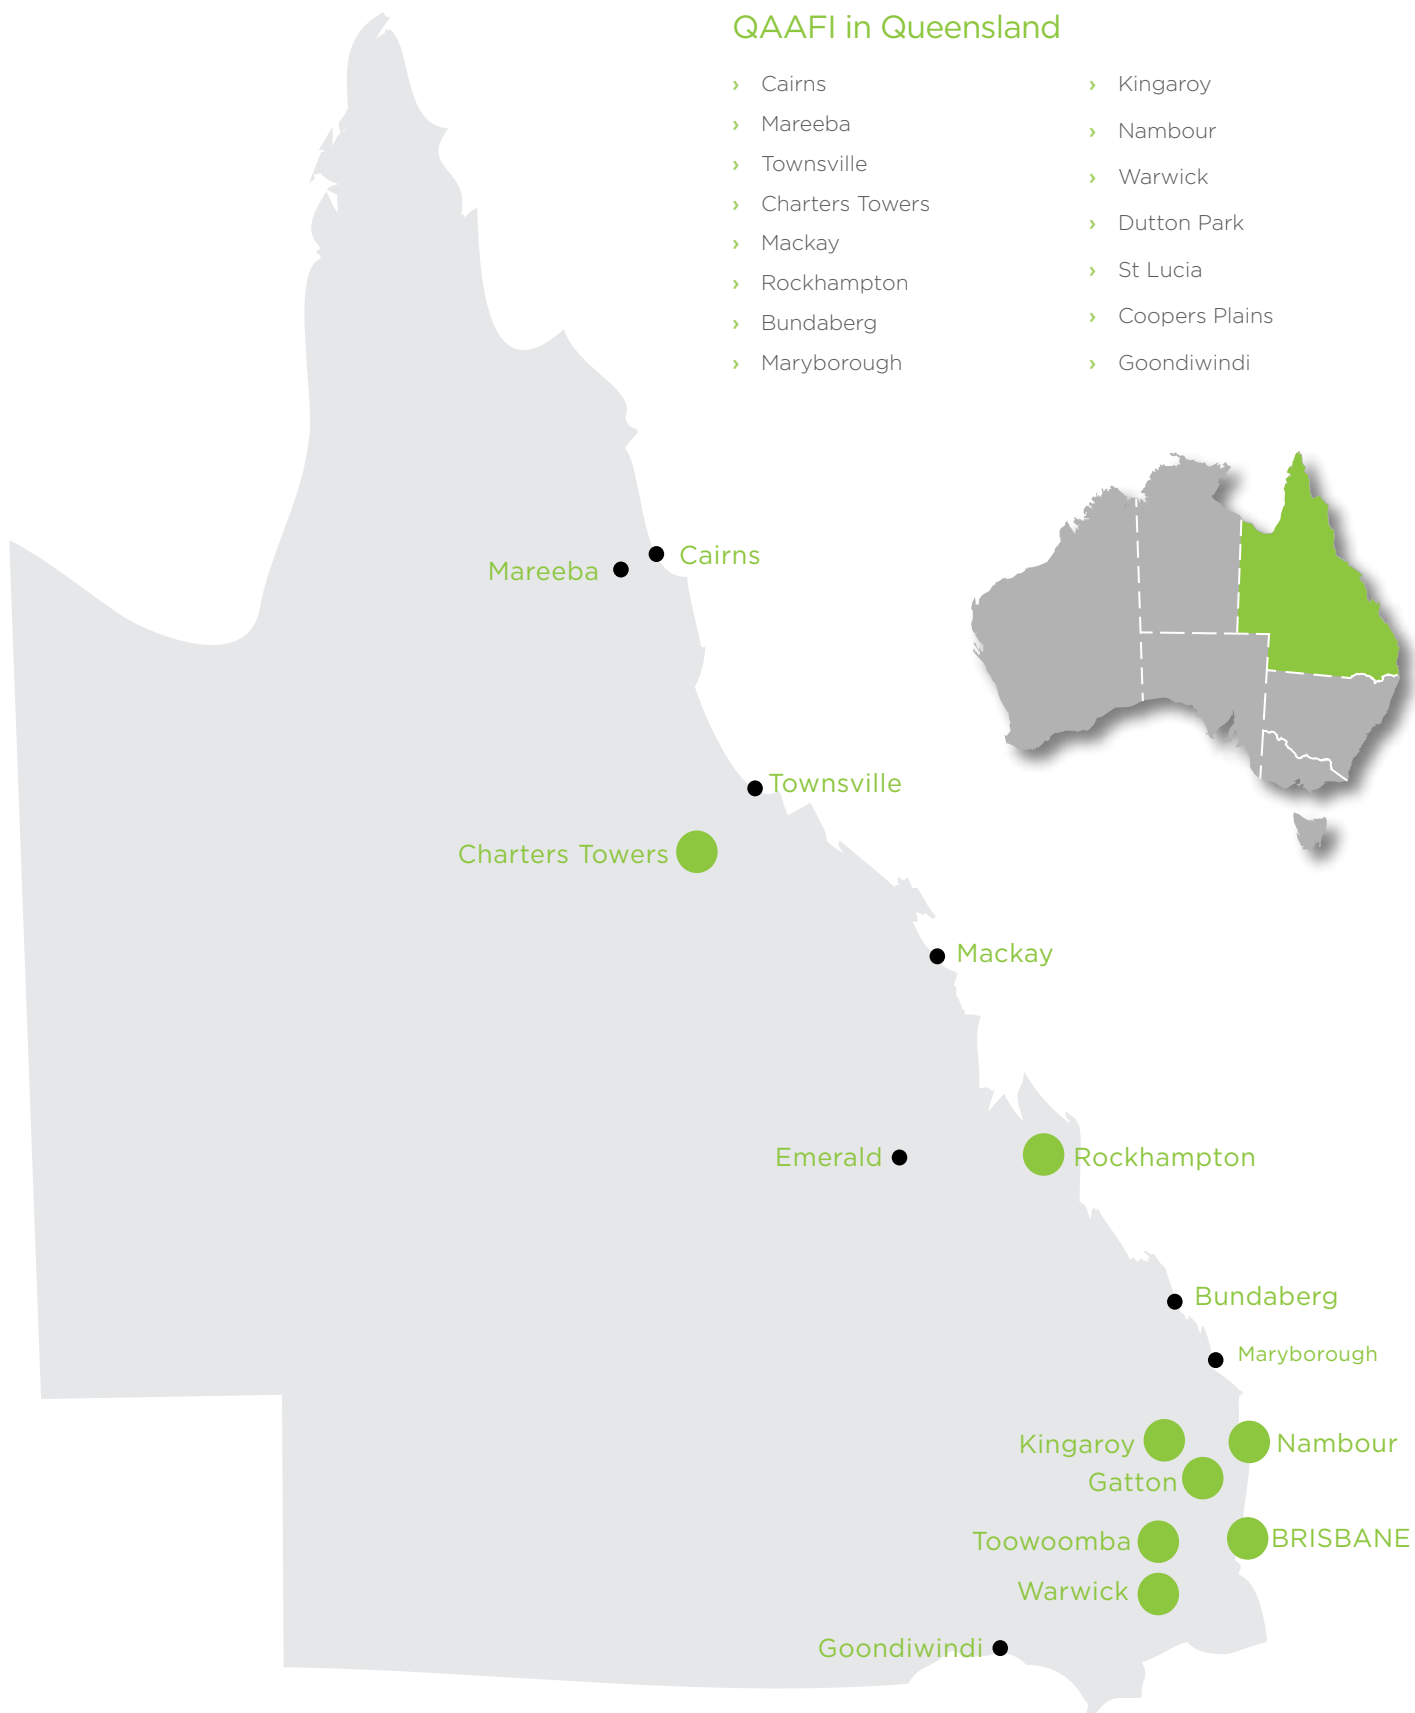 QAAFI in Queensland
› Cairns
› Mareeba
› Townsville
› Charters Towers
› Mackay
› Rockhampton
› Bundaberg
› Maryborough
› Kingaroy
› Nambour
› Warwick
› Dutton Park
› St Lucia
› Coopers Plains
› Goondiwindi
Cairns
Mareeba
Townsville
Charters Towers
Mackay
Emerald
Rockhampton
Bundaberg
Maryborough
Kingaroy
Nambour
Gatton
Toowoomba
BRISBANE
Warwick
Goondiwindi